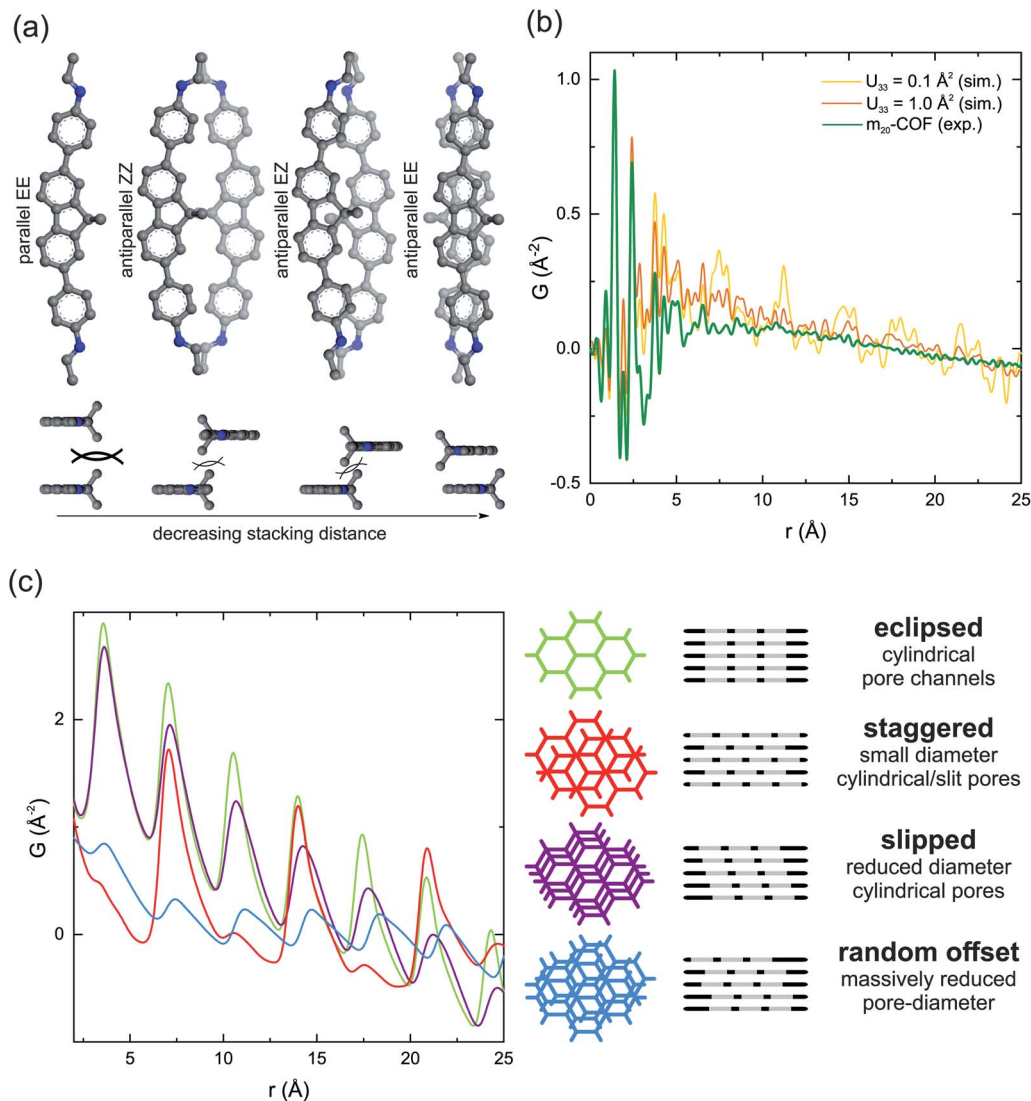 (a)
parallel EE
antiparallel ZZ
antiparallel EZ
antiparallel EE
decreasing stacking distance
(b)
U₃₃ = 0.1 Å² (sim.)
U₃₃ = 1.0 Å² (sim.)
m₂₀-COF (exp.)
G (Å⁻²)
1.0
0.5
0.0
-0.5
0 5 10 15 20 25
r (Å)
(c)
G (Å⁻²)
2
0
5 10 15 20 25
r (Å)
eclipsed
cylindrical
pore channels
staggered
small diameter
cylindrical/slit pores
slipped
reduced diameter
cylindrical pores
random offset
massively reduced
pore-diameter